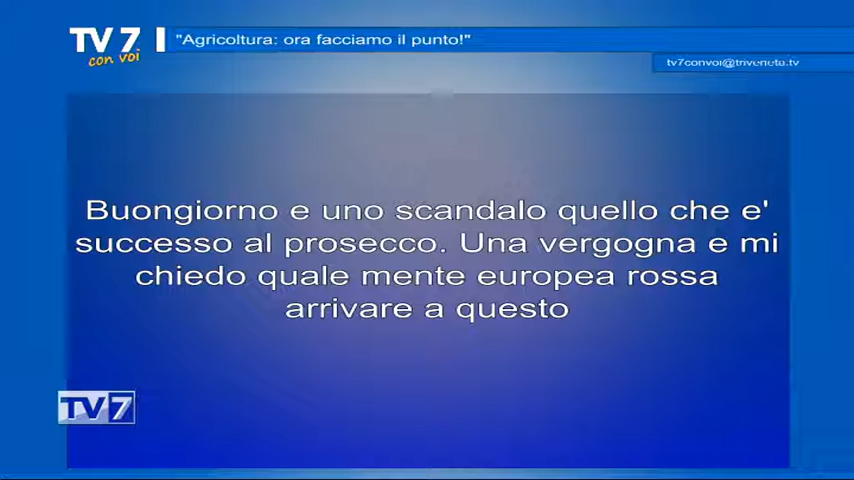 TV 7
con voi
"Agricoltura: ora facciamo il punto!"
tv7convoi@triveneto.tv
Buongiorno e uno scandalo quello che e'
successo al prosecco. Una vergogna e mi
chiedo quale mente europea rossa
arrivare a questo
TV7